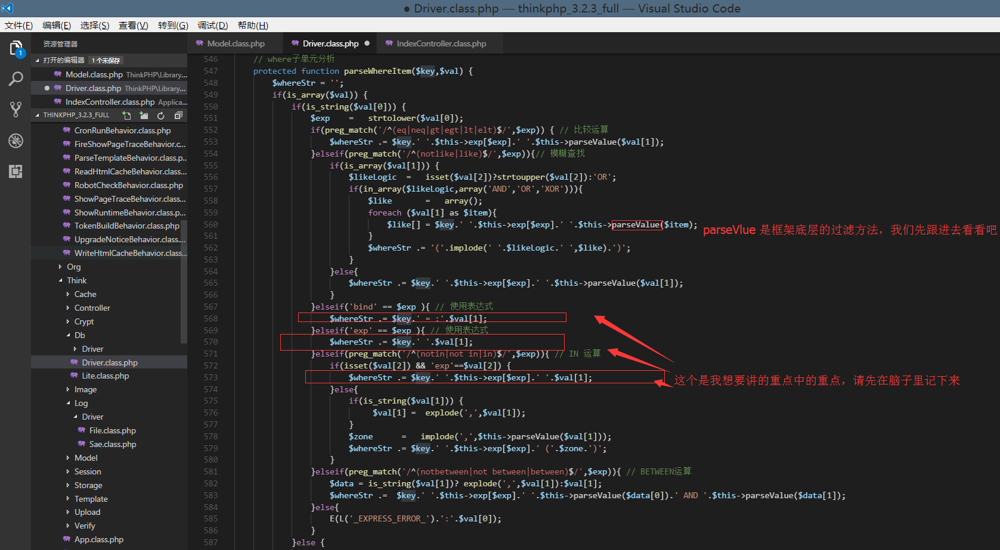 ● Driver.class.php — thinkphp_3.2.3_full — Visual Studio Code
文件(F) 编辑(E) 选择(S) 查看(V) 转到(G) 调试(D) 帮助(H)
资源管理器
Model.class.php Driver.class.php ● IndexController.class.php
1
打开的编辑器 1 个未保存
Model.class.php ThinkPHP\Library...
● Driver.class.php ThinkPHP\Library...
IndexController.class.php Applica...
THINKPHP_3.2.3_FULL
CronRunBehavior.class.php
FireShowPageTraceBehavior.c...
ParseTemplateBehavior.class.p...
ReadHtmlCacheBehavior.class...
RobotCheckBehavior.class.php
ShowPageTraceBehavior.class...
ShowRuntimeBehavior.class.p...
TokenBuildBehavior.class.php
UpgradeNoticeBehavior.class....
WriteHtmlCacheBehavior.class...
Org
Think
Cache
Controller
Crypt
Db
Driver
Driver.class.php
Lite.class.php
Image
Log
Driver
File.class.php
Sae.class.php
Model
Session
Storage
Template
Upload
Verify
App.class.php
546 // where子单元分析
547 protected function parseWhereItem($key,$val) {
548 $whereStr = '';
549 if(is_array($val)) {
550 if(is_string($val[0])) {
551 $exp = strtolower($val[0]);
552 if(preg_match('/^(eq|neq|gt|egt|lt|elt)$/',$exp)) { // 比较运算
553 $whereStr .= $key.' '.$this->exp[$exp].' '.$this->parseValue($val[1]);
554 }elseif(preg_match('/^(notlike|like)$/',$exp)){// 模糊查找
555 if(is_array($val[1])) {
556 $likeLogic = isset($val[2])?strtoupper($val[2]):'OR';
557 if(in_array($likeLogic,array('AND','OR','XOR'))){
558 $like = array();
559 foreach ($val[1] as $item){
560 $like[] = $key.' '.$this->exp[$exp].' '.$this->parseValue($item);
parseVlue 是框架底层的过滤方法，我们先跟进去看看吧
561 }
562 $whereStr .= '('.implode(' '.$likeLogic.' ',$like).')';
563 }
564 }else{
565 $whereStr .= $key.' '.$this->exp[$exp].' '.$this->parseValue($val[1]);
566 }
567 }elseif('bind' == $exp ){ // 使用表达式
568 $whereStr .= $key.' = :'.$val[1];
569 }elseif('exp' == $exp ){ // 使用表达式
570 $whereStr .= $key.' '.$val[1];
571 }elseif(preg_match('/^(notin|not in|in)$/',$exp)){ // IN 运算
572 if(isset($val[2]) && 'exp'==$val[2]) {
573 $whereStr .= $key.' '.$this->exp[$exp].' '.$val[1];
这个是我想要讲的重点中的重点，请先在脑子里记下来
574 }else{
575 if(is_string($val[1])) {
576 $val[1] = explode(',',$val[1]);
577 }
578 $zone = implode(',',$this->parseValue($val[1]));
579 $whereStr .= $key.' '.$this->exp[$exp].' ('.$zone.')';
580 }
581 }elseif(preg_match('/^(notbetween|not between|between)$/',$exp)){ // BETWEEN运算
582 $data = is_string($val[1])? explode(',',$val[1]):$val[1];
583 $whereStr .= $key.' '.$this->exp[$exp].' '.$this->parseValue($data[0]).' AND '.$this->parseValue($data[1]);
584 }else{
585 E(L('_EXPRESS_ERROR_').':'.$val[0]);
586 }
587 }else {